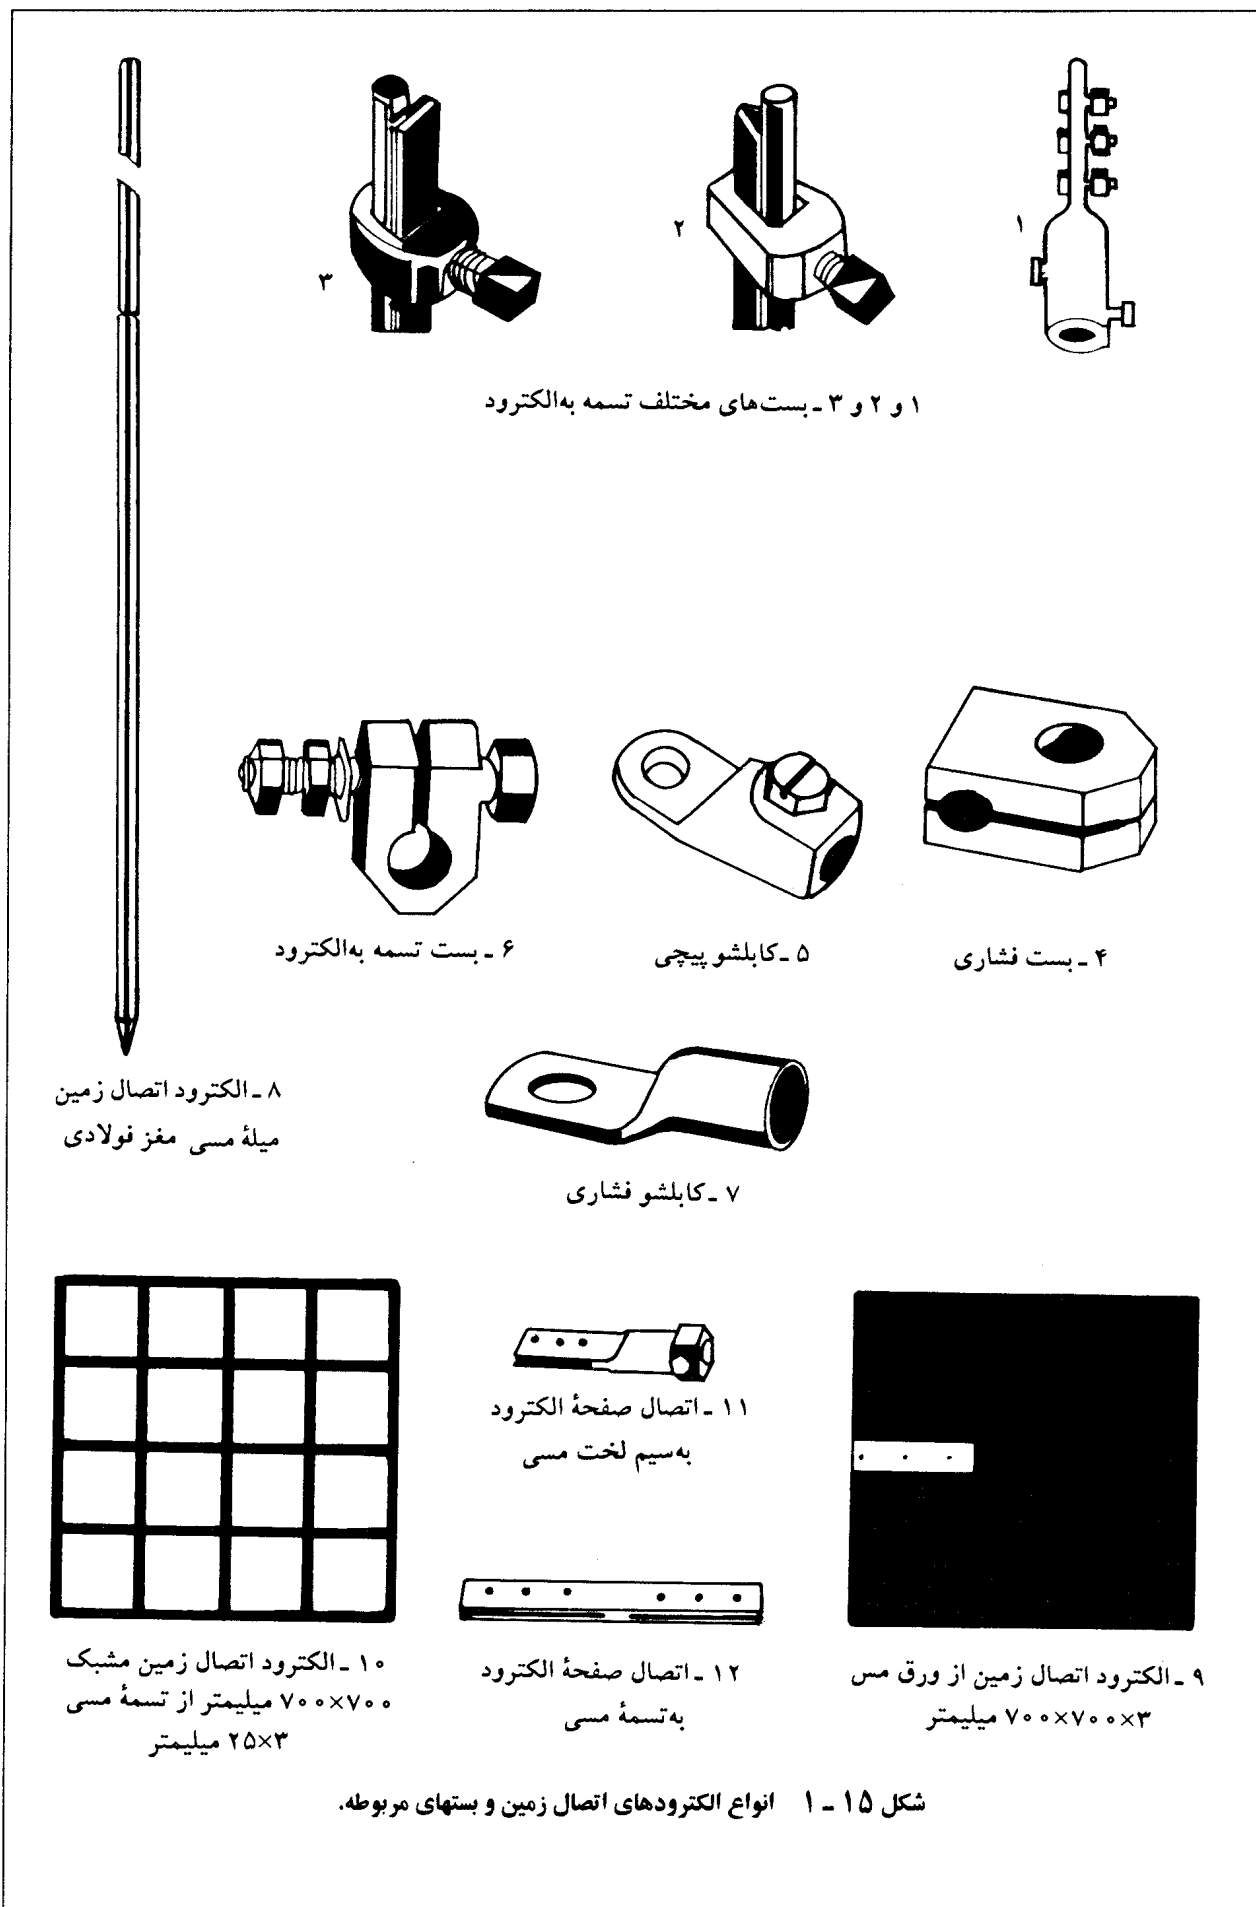 ۱
۲
۳
۱ و ۲ و ۳ ـ بست‌های مختلف تسمه به‌الکترود
۴ ـ بست فشاری
۵ ـ کابلشو پیچی
۶ ـ بست تسمه به‌الکترود
۸ ـ الکترود اتصال زمین
میلهٔ مسی مغز فولادی
۷ ـ کابلشو فشاری
۱۱ ـ اتصال صفحهٔ الکترود
به‌سیم لخت مسی
۹ ـ الکترود اتصال زمین از ورق مس
۷۰۰×۷۰۰×۳ میلیمتر
۱۲ ـ اتصال صفحهٔ الکترود
به‌تسمهٔ مسی
۱۰ ـ الکترود اتصال زمین مشبک
۷۰۰×۷۰۰ میلیمتر از تسمهٔ مسی
۲۵×۳ میلیمتر
شکل ۱۵ ـ ۱ انواع الکترودهای اتصال زمین و بستهای مربوطه.